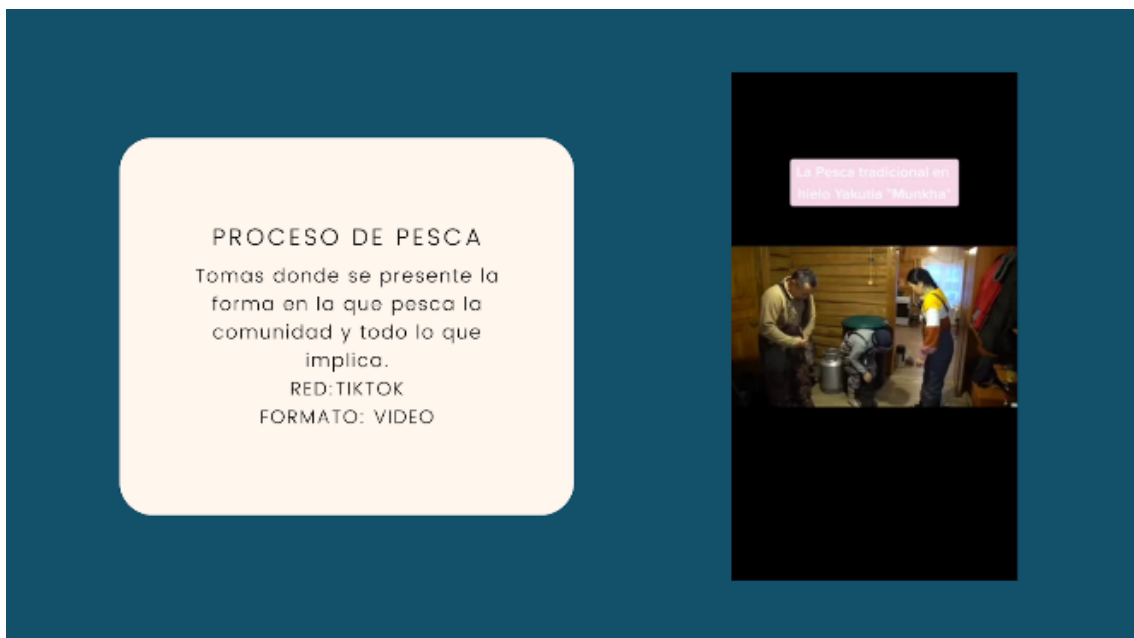 PROCESO DE PESCA
Tomas donde se presente la
forma en la que pesca la
comunidad y todo lo que
implica.
RED:TIKTOK
FORMATO: VIDEO
La Pesca tradicional en
hielo Yakutia "Munkha"